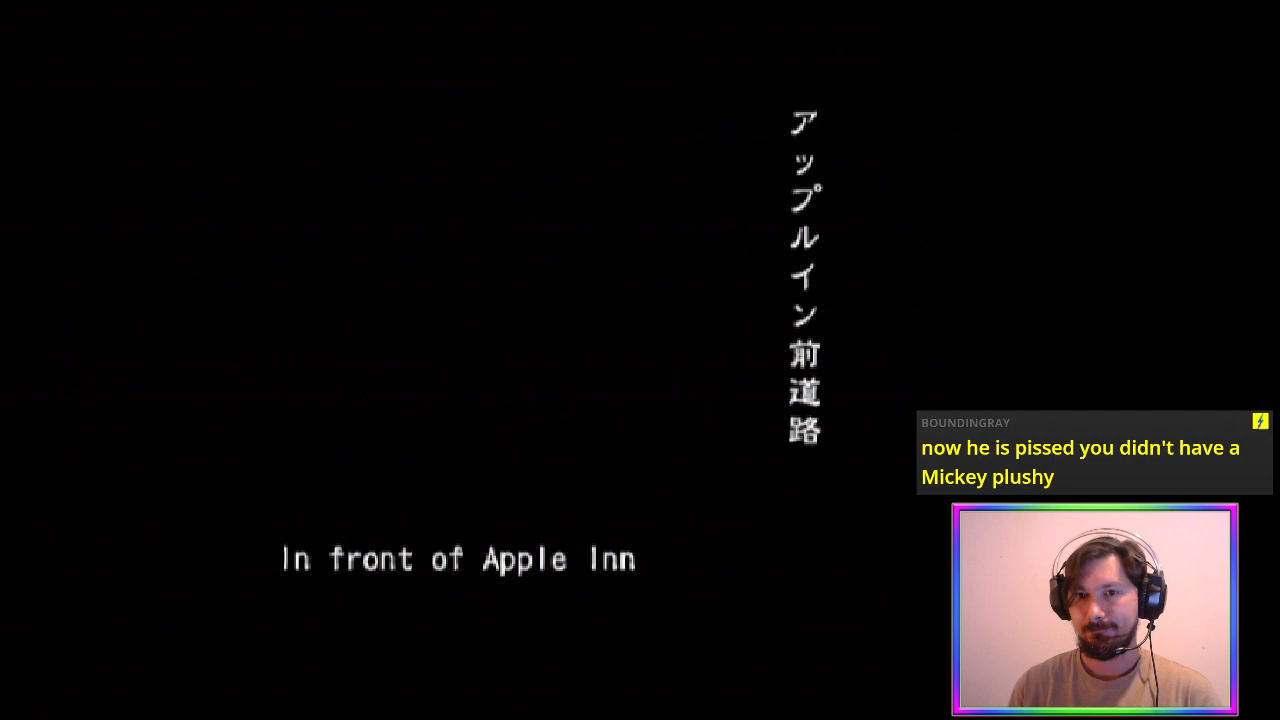 アップルイン前道路
In front of Apple Inn
BOUNDINGRAY
now he is pissed you didn't have a
Mickey plushy